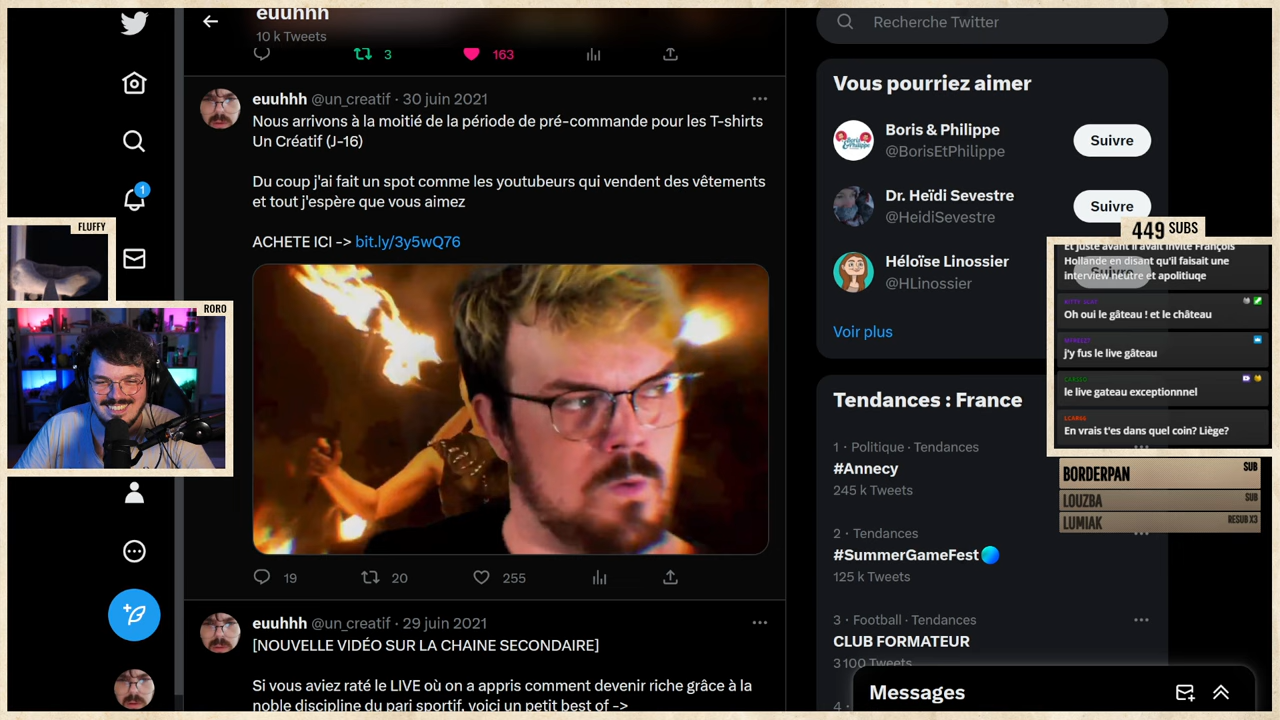 euuhhh
10 k Tweets
Recherche Twitter
3
163
euuhhh @un_creatif · 30 juin 2021
Nous arrivons à la moitié de la période de pré-commande pour les T-shirts
Un Créatif (J-16)
Du coup j'ai fait un spot comme les youtubeurs qui vendent des vêtements
et tout j'espère que vous aimez
ACHETE ICI -> bit.ly/3y5wQ76
19
20
255
euuhhh @un_creatif · 29 juin 2021
[NOUVELLE VIDÉO SUR LA CHAINE SECONDAIRE]
Si vous aviez raté le LIVE où on a appris comment devenir riche grâce à la
noble discipline du pari sportif, voici un petit best of ->
1
FLUFFY
RORO
Vous pourriez aimer
Boris & Philippe
@BorisEtPhilippe
Suivre
Dr. Heïdi Sevestre
@HeidiSevestre
Suivre
Héloïse Linossier
@HLinossier
Suivre
Voir plus
449 SUBS
Et juste avant il avait invité François
Hollande en disant qu'il faisait une
interview neutre et apolitiuqe
Oh oui le gâteau ! et le château
j'y fus le live gâteau
le live gateau exceptionnnel
En vrai t'es dans quel coin? Liège?
BORDERPAN SUB
LOUZBA SUB
LUMIAK RESUB X3
Tendances : France
1 · Politique · Tendances
#Annecy
245 k Tweets
2 · Tendances
#SummerGameFest
125 k Tweets
3 · Football · Tendances
CLUB FORMATEUR
3 100 Tweets
4 ·
Messages